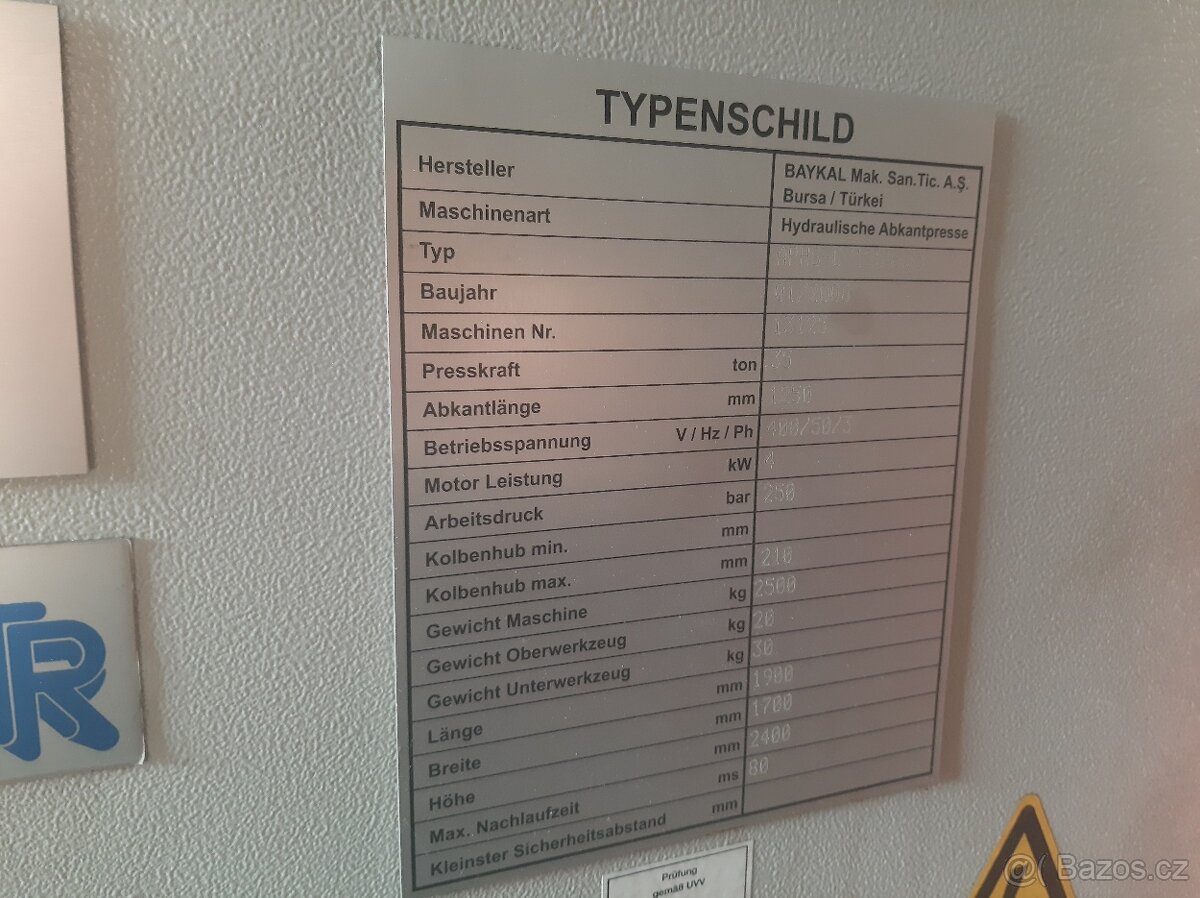 TYPENSCHILD
Hersteller BAYKAL Mak. San.Tic. A.Ş.
Bursa / Türkei
Maschinenart Hydraulische Abkantpresse
Typ
Baujahr
Maschinen Nr.
Presskraft ton 35
Abkantlänge mm
Betriebsspannung V / Hz / Ph 400/50/3
Motor Leistung kW 4
Arbeitsdruck bar 250
Kolbenhub min. mm
Kolbenhub max. mm 210
Gewicht Maschine kg 2500
Gewicht Oberwerkzeug kg 20
Gewicht Unterwerkzeug kg 30
Länge mm 1900
Breite mm 1700
Höhe mm 2400
Max. Nachlaufzeit ms 80
Kleinster Sicherheitsabstand mm
Prüfung
gemäß UVV
Bazos.cz